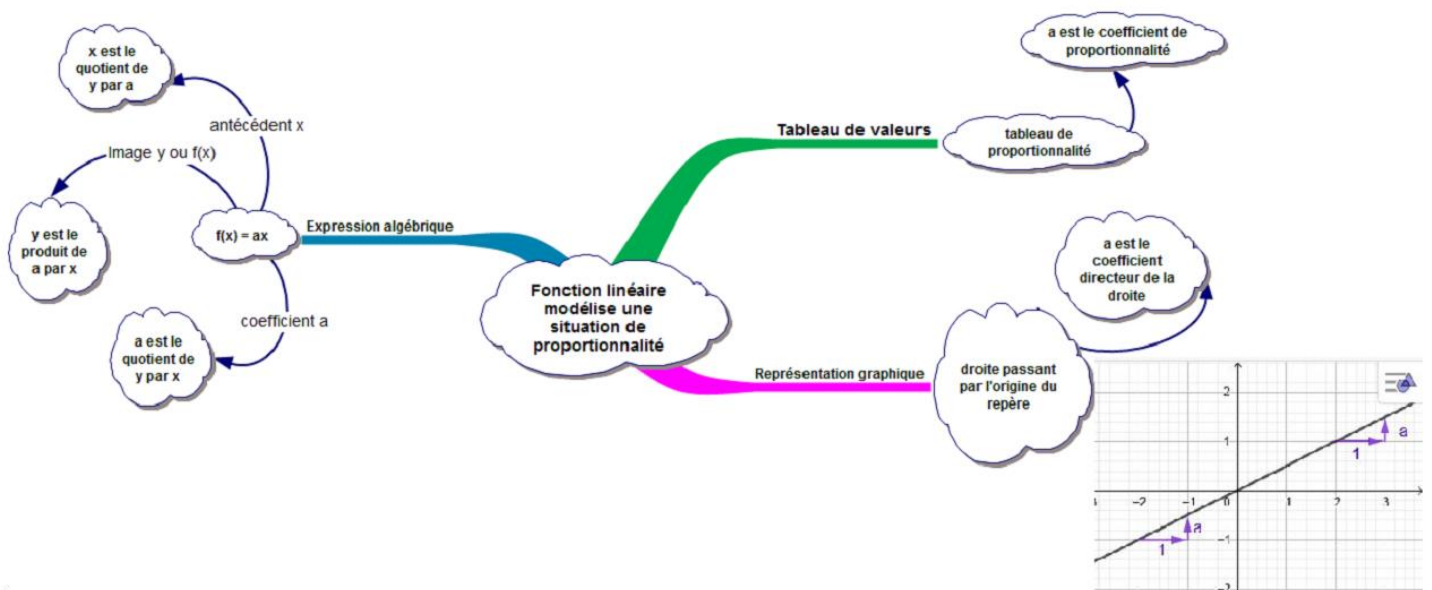 x est le
quotient de
y par a
antécédent x
Image y ou f(x)
y est le
produit de
a par x
f(x) = ax
Expression algébrique
coefficient a
a est le
quotient de
y par x
Fonction linéaire
modélise une
situation de
proportionnalité
Tableau de valeurs
tableau de
proportionnalité
a est le coefficient de
proportionnalité
Représentation graphique
droite passant
par l'origine du
repère
a est le
coefficient
directeur de la
droite
2
1
a
1
-2 -1 0 1 2 3
a
1
-1
-2